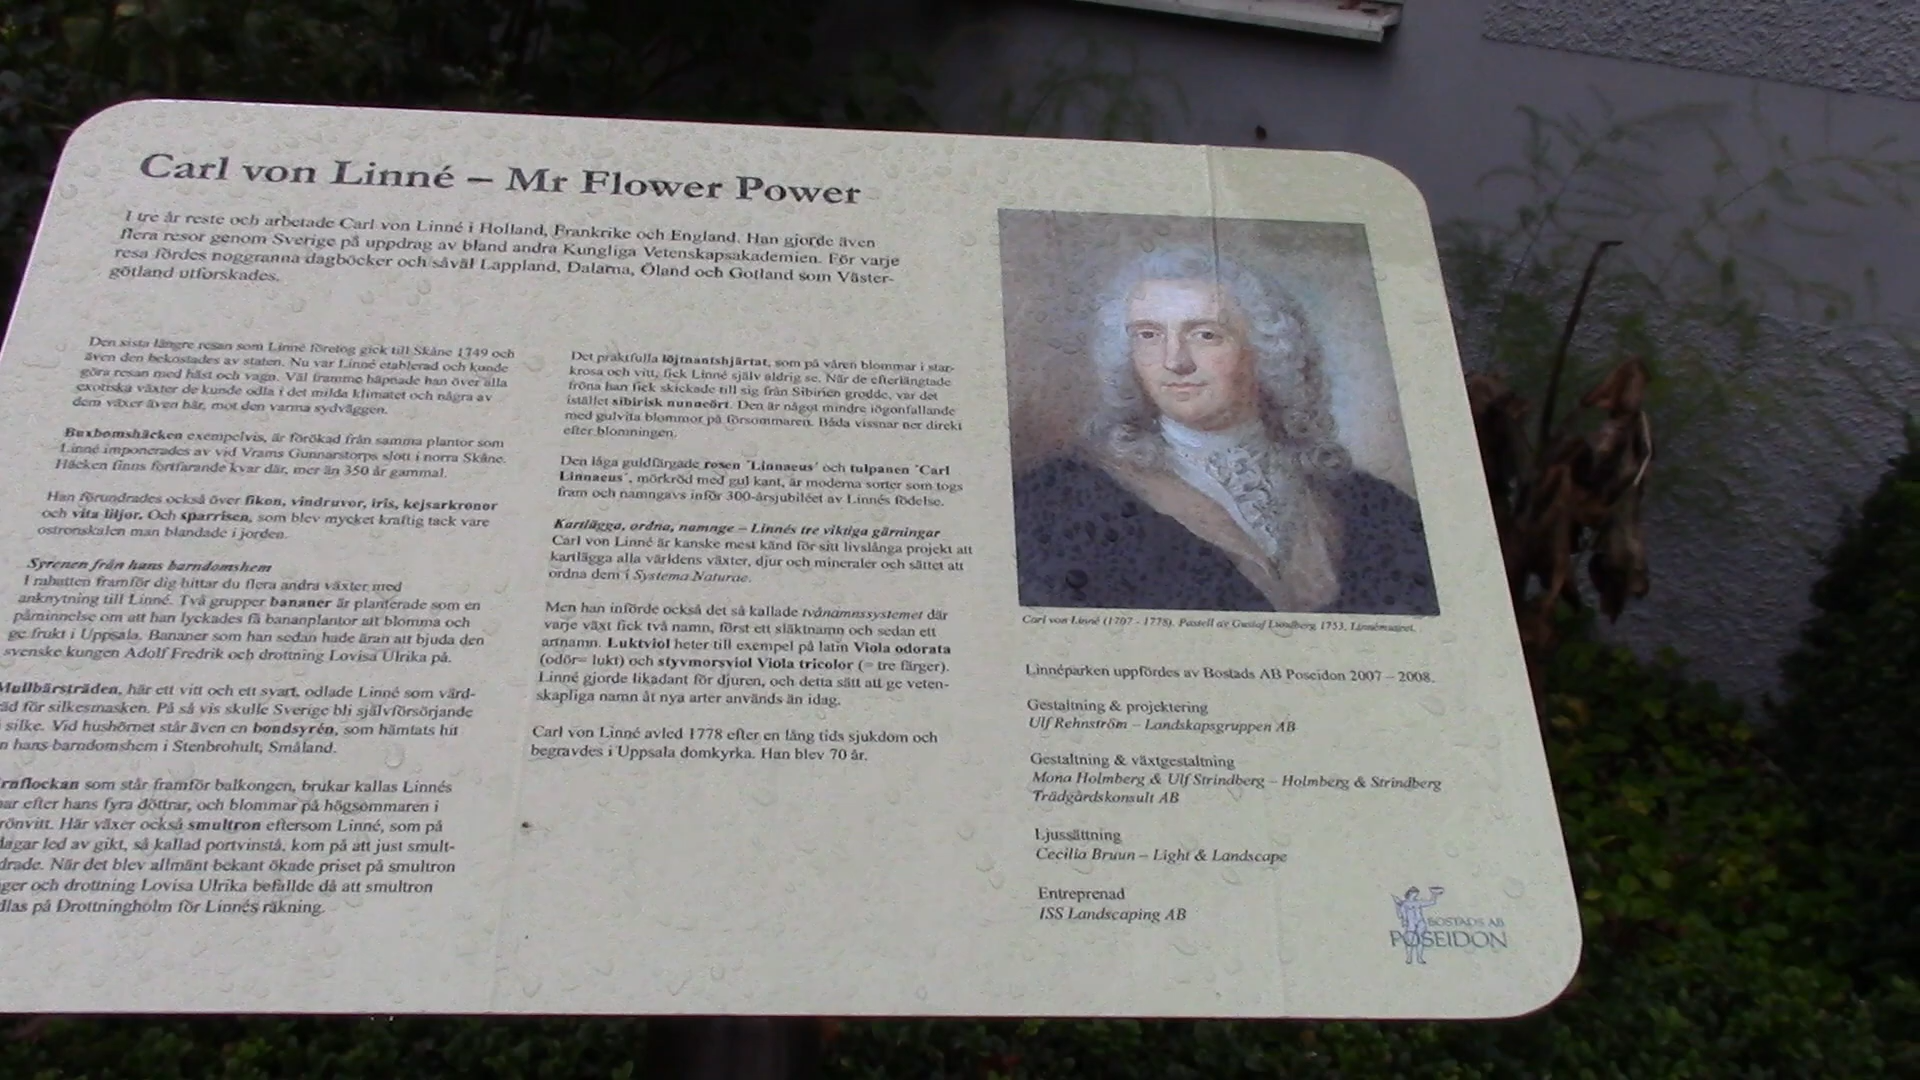 Carl von Linné – Mr Flower Power
I tre år reste och arbetade Carl von Linné i Holland, Frankrike och England. Han gjorde även
flera resor genom Sverige på uppdrag av bland andra Kungliga Vetenskapsakademien. För varje
resa fördes noggranna dagböcker och såväl Lappland, Dalarna, Öland och Gotland som Väster-
götland utforskades.
Den sista längre resan som Linné företog gick till Skåne 1749 och
även den bekostades av staten. Nu var Linné etablerad och kunde
göra resan med häst och vagn. Väl framme häpnade han över alla
exotiska växter de kunde odla i det milda klimatet och några av
dem växer även här, mot den varma sydväggen.
Buxbomshäcken exempelvis, är förökad från samma plantor som
Linné imponerades av vid Vrams Gunnarstorps slott i norra Skåne.
Häcken finns fortfarande kvar där, mer än 350 år gammal.
Han förundrades också över fikon, vindruvor, iris, kejsarkronor
och vita liljor. Och sparrisen, som blev mycket kraftig tack vare
ostronskalen man blandade i jorden.
Syrenen från hans barndomshem
I rabatten framför dig hittar du flera andra växter med
anknytning till Linné. Två grupper bananer är planterade som en
påminnelse om att han lyckades få bananplantor att blomma och
ge frukt i Uppsala. Bananer som han sedan hade äran att bjuda den
svenske kungen Adolf Fredrik och drottning Lovisa Ulrika på.
Mullbärsträden, här ett vitt och ett svart, odlade Linné som värd-
äd för silkesmasken. På så vis skulle Sverige bli självförsörjande
silke. Vid hushörnet står även en bondsyrén, som hämtats hit
n hans barndomshem i Stenbrohult, Småland.
rnflockan som står framför balkongen, brukar kallas Linnés
ar efter hans fyra döttrar, och blommar på högsommaren i
rönvitt. Här växer också smultron eftersom Linné, som på
dagar led av gikt, så kallad portvinstå, kom på att just smult-
drade. När det blev allmänt bekant ökade priset på smultron
ger och drottning Lovisa Ulrika befällde då att smultron
dlas på Drottningholm för Linnés räkning.
Det praktfulla löjtnantshjärtat, som på våren blommar i star-
krosa och vitt, fick Linné själv aldrig se. När de efterlängtade
fröna han fick skickade till sig från Sibirien grodde, var det
istället sibirisk nunneört. Den är något mindre iögonfallande
med gulvita blommor på försommaren. Båda vissnar ner direkt
efter blomningen.
Den låga guldfärgade rosen 'Linnaeus' och tulpanen 'Carl
Linnaeus', mörkröd med gul kant, är moderna sorter som togs
fram och namngavs inför 300-årsjubiléet av Linnés födelse.
Kartlägga, ordna, namnge – Linnés tre viktiga gärningar
Carl von Linné är kanske mest känd för sitt livslånga projekt att
kartlägga alla världens växter, djur och mineraler och sättet att
ordna dem i Systema Naturae.
Men han införde också det så kallade tvånamnssystemet där
varje växt fick två namn, först ett släktnamn och sedan ett
artnamn. Luktviol heter till exempel på latin Viola odorata
(odör= lukt) och styvmorsviol Viola tricolor (= tre färger).
Linné gjorde likadant för djuren, och detta sätt att ge veten-
skapliga namn åt nya arter används än idag.
Carl von Linné avled 1778 efter en lång tids sjukdom och
begravdes i Uppsala domkyrka. Han blev 70 år.
Carl von Linné (1707 - 1778). Pastell av Gustaf Lundberg 1753, Linnémuseet.
Linnéparken uppfördes av Bostads AB Poseidon 2007 – 2008.
Gestaltning & projektering
Ulf Rehnström – Landskapsgruppen AB
Gestaltning & växtgestaltning
Mona Holmberg & Ulf Strindberg – Holmberg & Strindberg
Trädgårdskonsult AB
Ljussättning
Cecilia Bruun – Light & Landscape
Entreprenad
ISS Landscaping AB
BOSTADS AB
POSEIDON